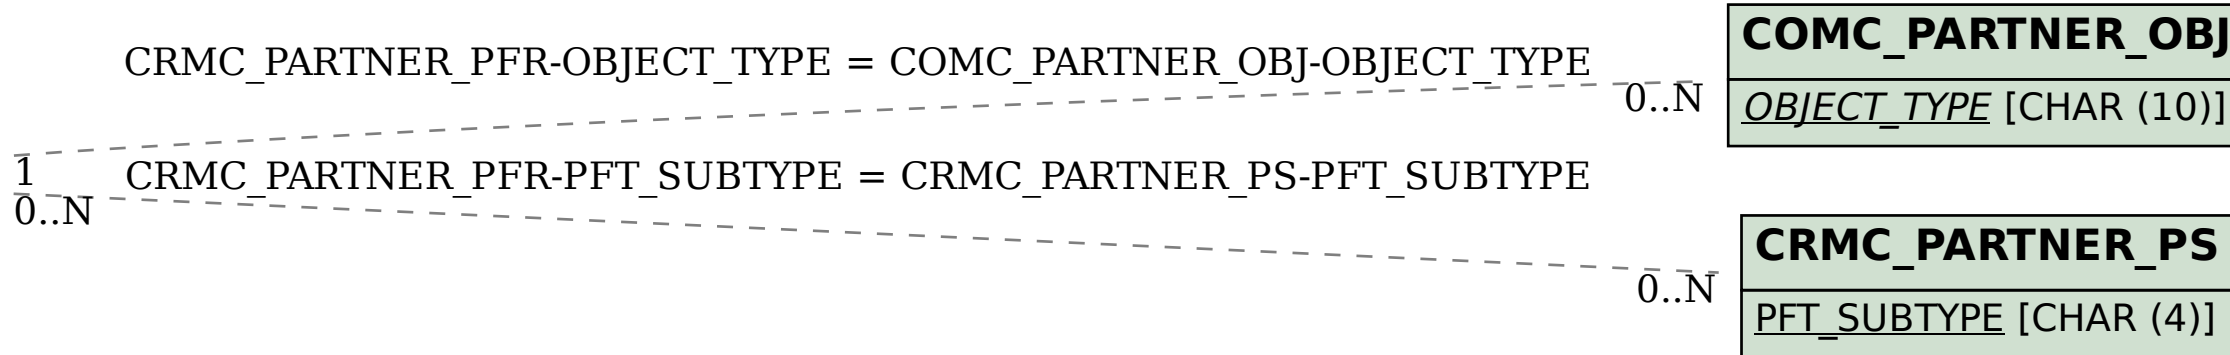 CRMC_PARTNER_PFR-OBJECT_TYPE = COMC_PARTNER_OBJ-OBJECT_TYPE
0..N
1
CRMC_PARTNER_PFR-PFT_SUBTYPE = CRMC_PARTNER_PS-PFT_SUBTYPE
0..N
0..N
COMC_PARTNER_OBJ
OBJECT_TYPE [CHAR (10)]
CRMC_PARTNER_PS
PFT_SUBTYPE [CHAR (4)]